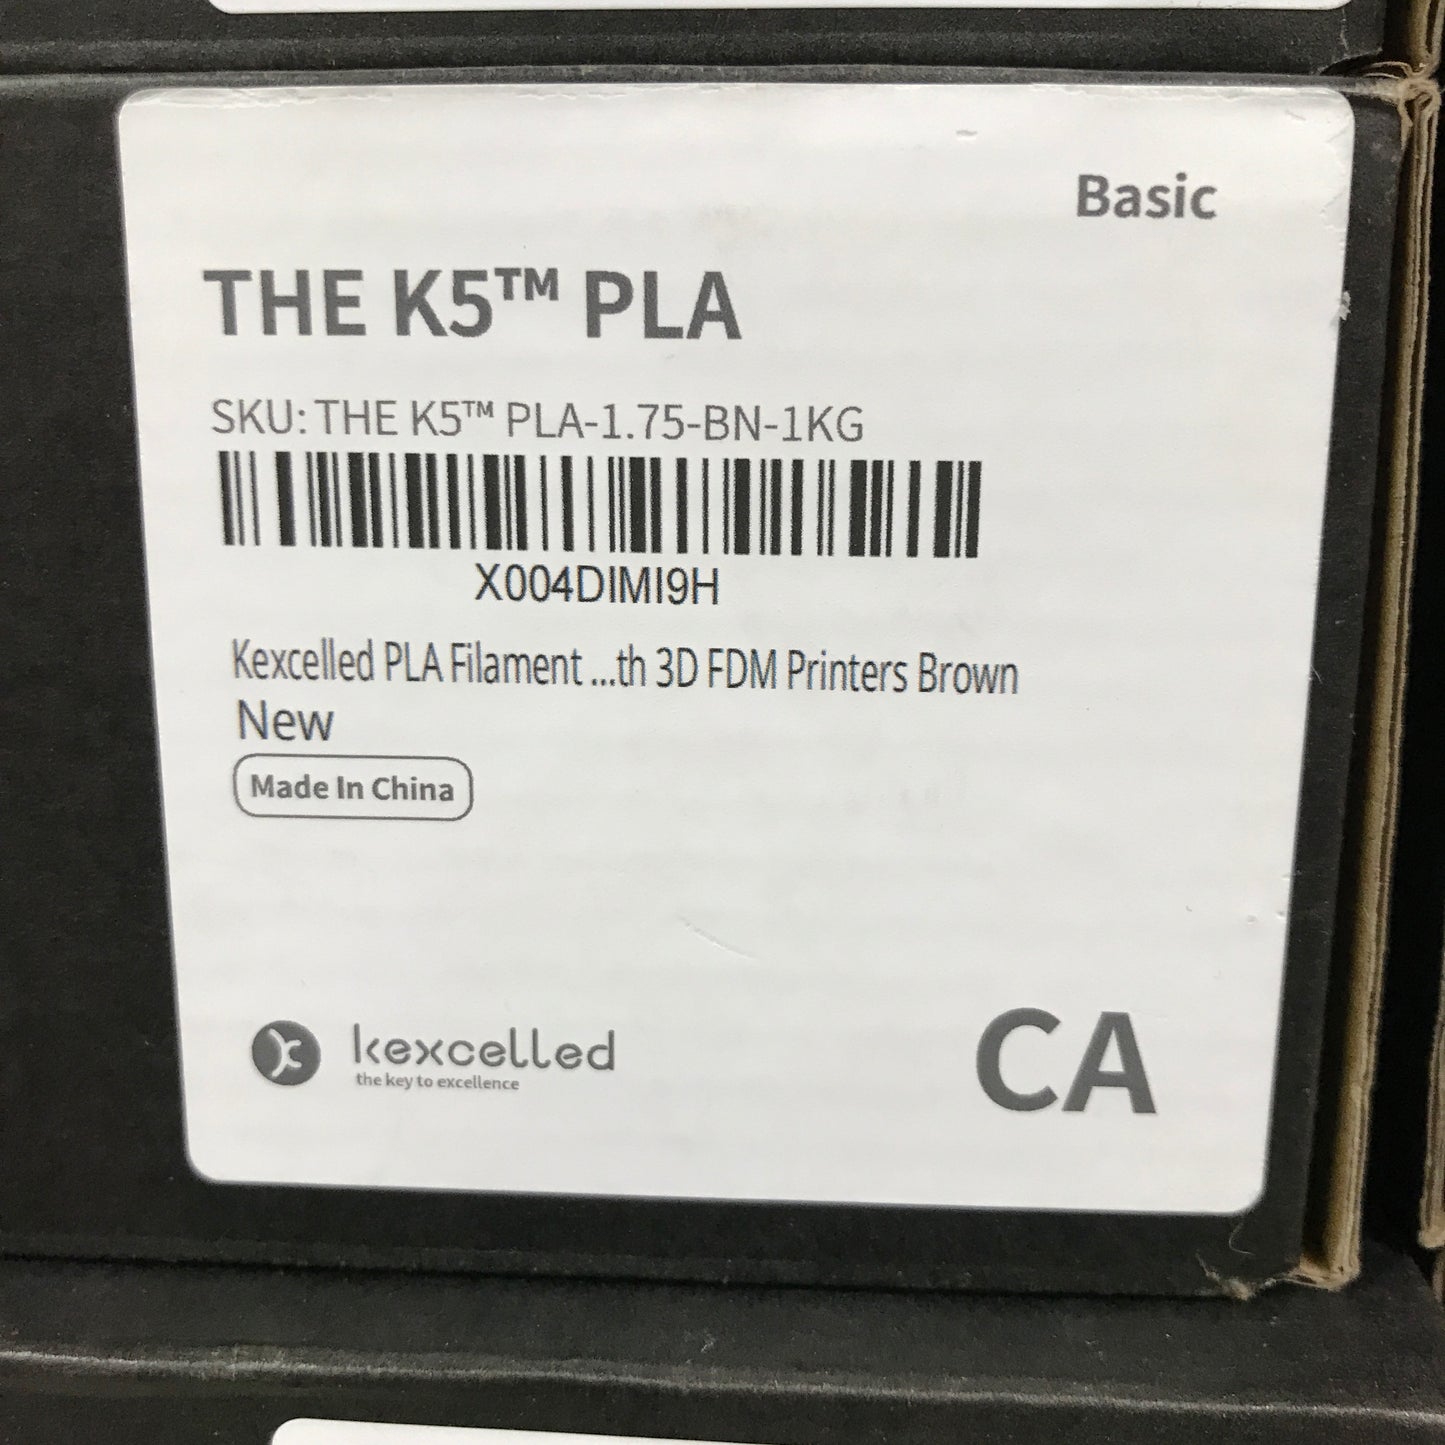 Basic
THE K5™ PLA
SKU: THE K5™ PLA-1.75-BN-1KG
X004DIMI9H
Kexcelled PLA Filament ...th 3D FDM Printers Brown
New
Made In China
kexcelled
the key to excellence
CA